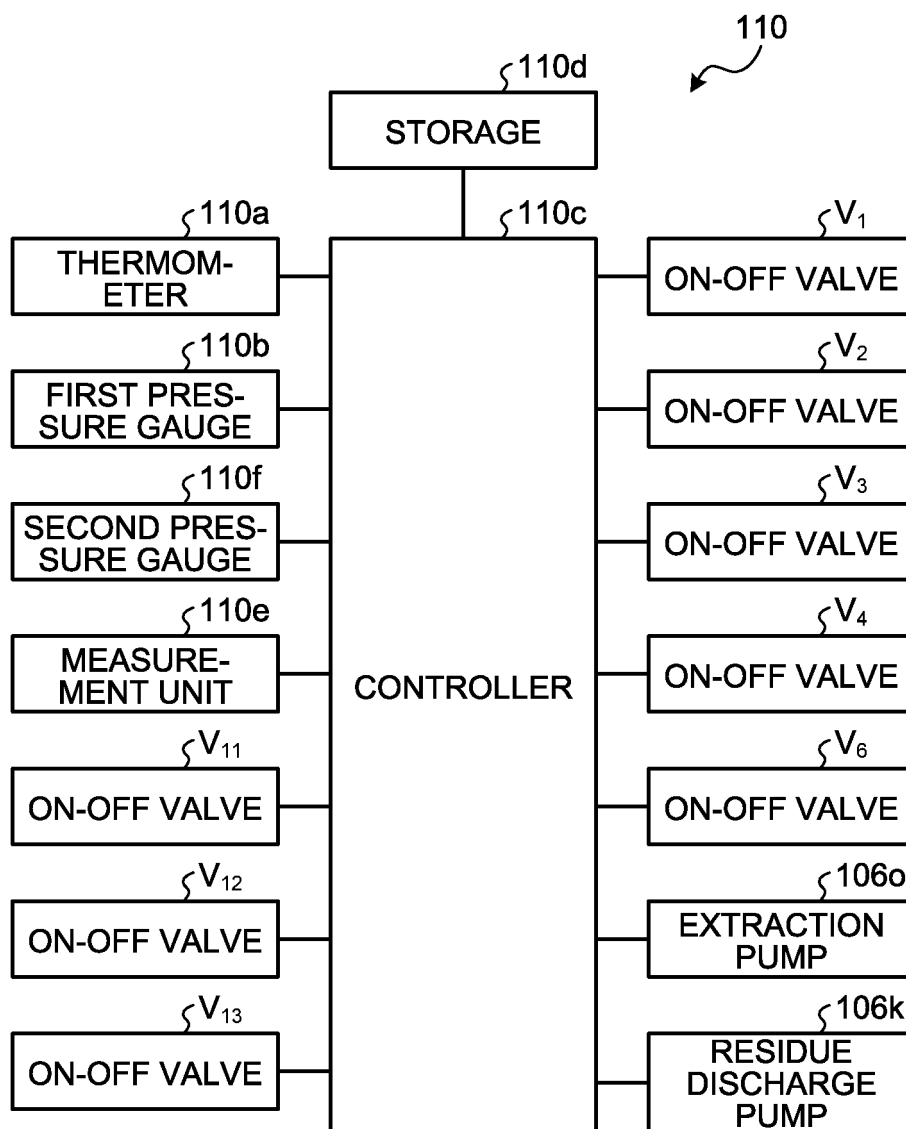 110
110d
STORAGE
110a
THERMOM-
ETER
110b
FIRST PRES-
SURE GAUGE
110f
SECOND PRES-
SURE GAUGE
110e
MEASURE-
MENT UNIT
V11
ON-OFF VALVE
V12
ON-OFF VALVE
V13
ON-OFF VALVE
110c
CONTROLLER
V1
ON-OFF VALVE
V2
ON-OFF VALVE
V3
ON-OFF VALVE
V4
ON-OFF VALVE
V6
ON-OFF VALVE
106o
EXTRACTION
PUMP
106k
RESIDUE
DISCHARGE
PUMP